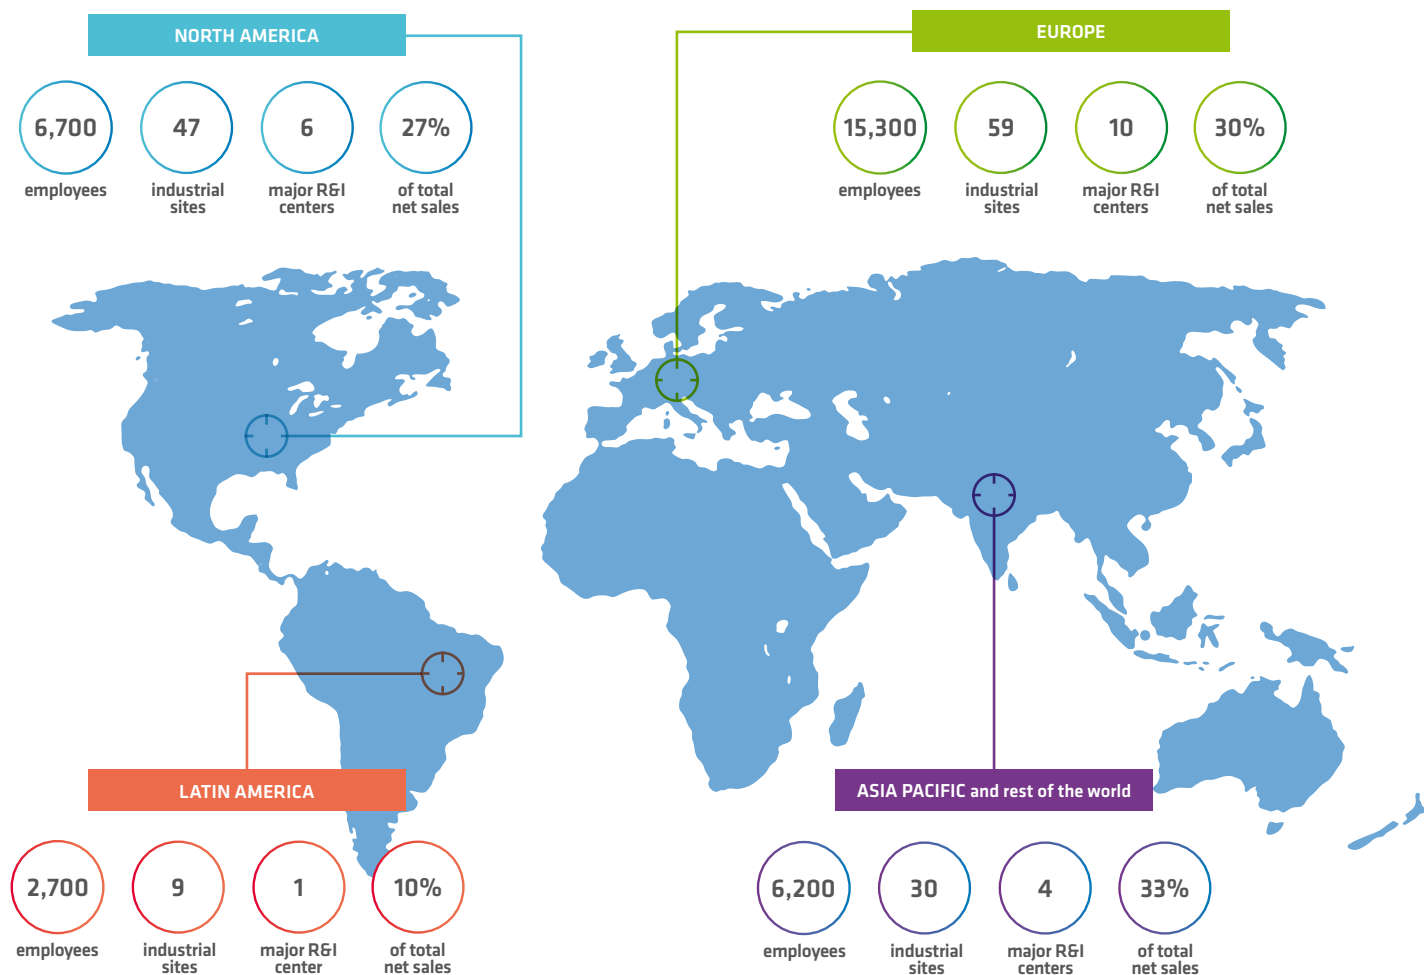 NORTH AMERICA
6,700
47
6
27%
employees
industrial
sites
major R&I
centers
of total
net sales
EUROPE
15,300
59
10
30%
employees
industrial
sites
major R&I
centers
of total
net sales
LATIN AMERICA
2,700
9
1
10%
employees
industrial
sites
major R&I
center
of total
net sales
ASIA PACIFIC and rest of the world
6,200
30
4
33%
employees
industrial
sites
major R&I
centers
of total
net sales